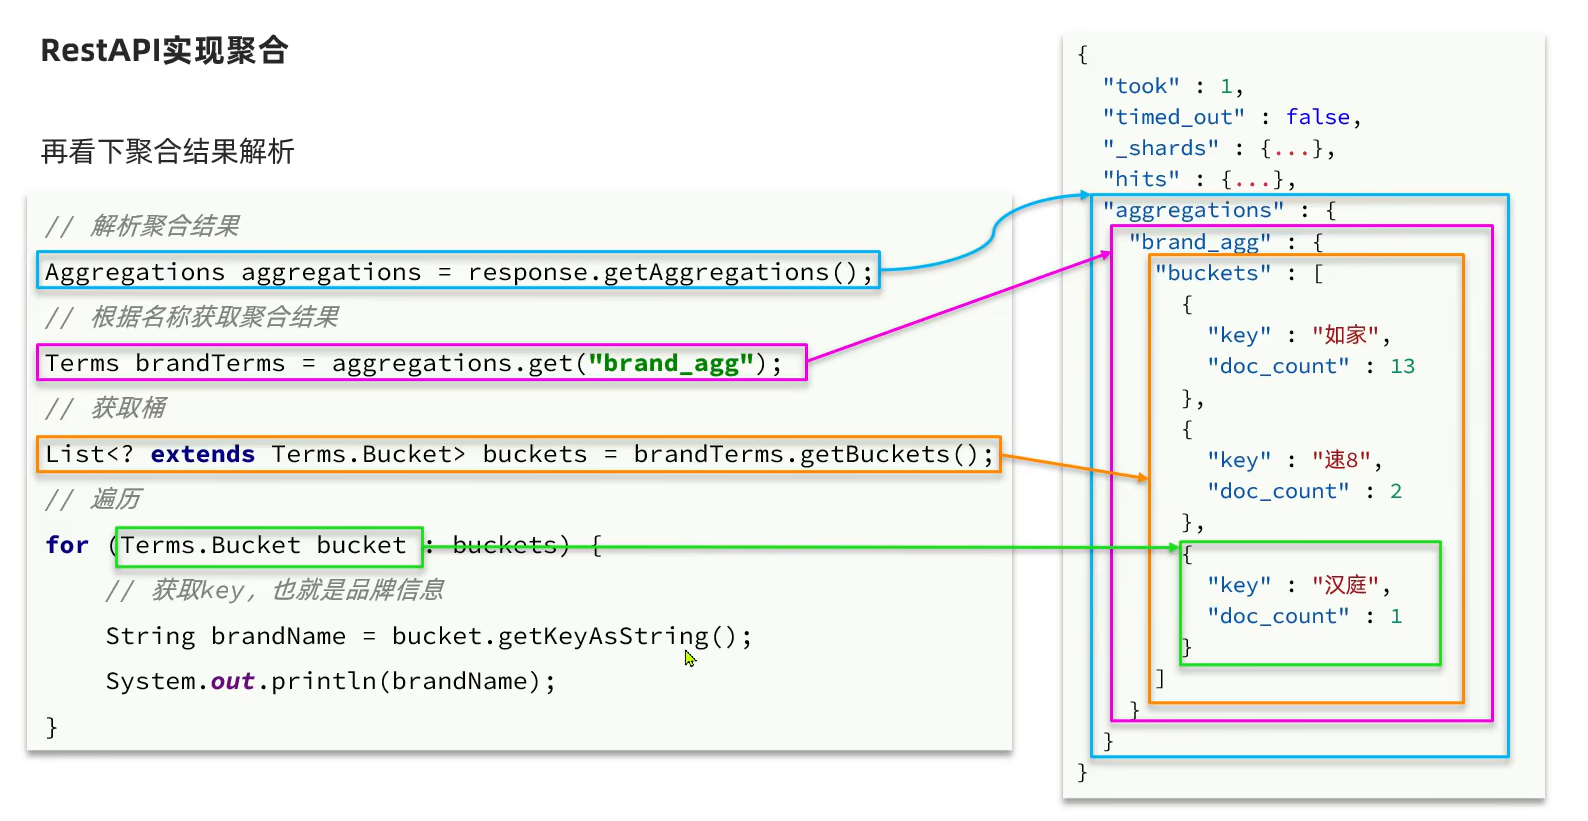 RestAPI实现聚合
再看下聚合结果解析
// 解析聚合结果
Aggregations aggregations = response.getAggregations();
// 根据名称获取聚合结果
Terms brandTerms = aggregations.get("brand_agg");
// 获取桶
List<? extends Terms.Bucket> buckets = brandTerms.getBuckets();
// 遍历
for (Terms.Bucket bucket : buckets) {
// 获取key，也就是品牌信息
String brandName = bucket.getKeyAsString();
System.out.println(brandName);
}
{
"took" : 1,
"timed_out" : false,
"_shards" : {...},
"hits" : {...},
"aggregations" : {
"brand_agg" : {
"buckets" : [
{
"key" : "如家",
"doc_count" : 13
},
{
"key" : "速8",
"doc_count" : 2
},
{
"key" : "汉庭",
"doc_count" : 1
}
]
}
}
}